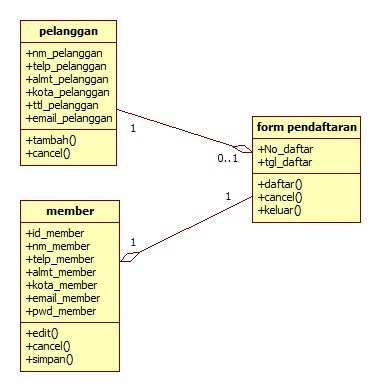 pelanggan
+nm_pelanggan
+telp_pelanggan
+almt_pelanggan
+kota_pelanggan
+ttl_pelanggan
+email_pelanggan
+tambah()
+cancel()
1
0..1
form pendaftaran
+No_daftar
+tgl_daftar
+daftar()
+cancel()
+keluar()
1
1
member
+id_member
+nm_member
+telp_member
+almt_member
+kota_member
+email_member
+pwd_member
+edit()
+cancel()
+simpan()